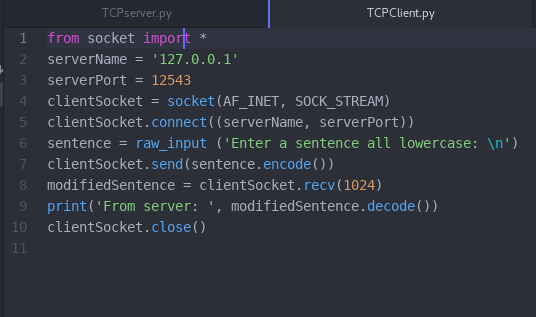 TCPserver.py TCPClient.py
1 from socket import *
2 serverName = '127.0.0.1'
3 serverPort = 12543
4 clientSocket = socket(AF_INET, SOCK_STREAM)
5 clientSocket.connect((serverName, serverPort))
6 sentence = raw_input ('Enter a sentence all lowercase: \n')
7 clientSocket.send(sentence.encode())
8 modifiedSentence = clientSocket.recv(1024)
9 print('From server: ', modifiedSentence.decode())
10 clientSocket.close()
11